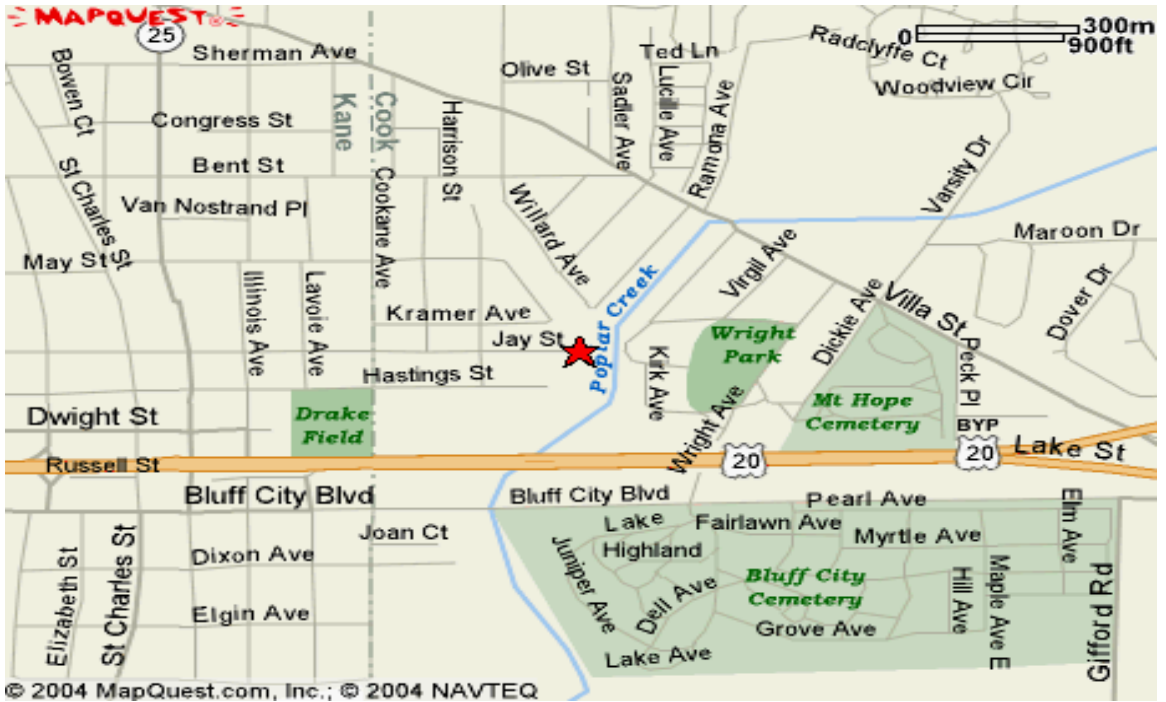 MAPQUEST®
25
Sherman Ave
Bowen Ct
Congress St
Kane
Cook
Harrison St
Olive St
Sadler Ave
Ted Ln
Lucille Ave
Ramona Ave
Radclyffe Ct
Woodview Cir
0 300m
900ft
Bent St
Van Nostrand Pl
St Charles St
Cookane Ave
Willard Ave
Varsity Dr
Maroon Dr
May St
Illinois Ave
Lavoie Ave
Kramer Ave
Jay St
Hastings St
Poplar Creek
Virgil Ave
Wright
Park
Kirk Ave
Dickie Ave
Villa St
Dover Dr
Peck Pl
Dwight St
Drake
Field
Wright Ave
Mt Hope
Cemetery
BYP
20
20
Lake St
Russell St
Bluff City Blvd
Bluff City Blvd
Pearl Ave
Elm Ave
Joan Ct
Lake
Fairlawn Ave
Myrtle Ave
Highland
Dixon Ave
Juniper Ave
Dell Ave
Bluff City
Cemetery
Hill Ave
Maple Ave E
Gifford Rd
Elizabeth St
St Charles St
Elgin Ave
Grove Ave
Lake Ave
© 2004 MapQuest.com, Inc.; © 2004 NAVTEQ